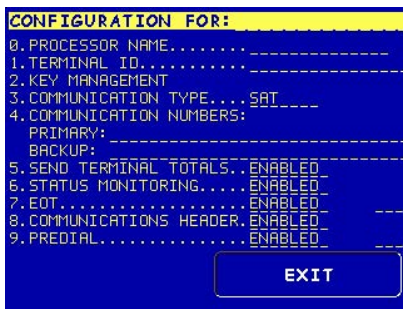 CONFIGURATION FOR:
0.PROCESSOR NAME........
1.TERMINAL ID...........
2.KEY MANAGEMENT
3.COMMUNICATION TYPE....SAT
4.COMMUNICATION NUMBERS:
PRIMARY:
BACKUP:
5.SEND TERMINAL TOTALS..ENABLED
6.STATUS MONITORING.....ENABLED
7.EOT...................ENABLED
8.COMMUNICATIONS HEADER.ENABLED
9.PREDIAL...............ENABLED
EXIT